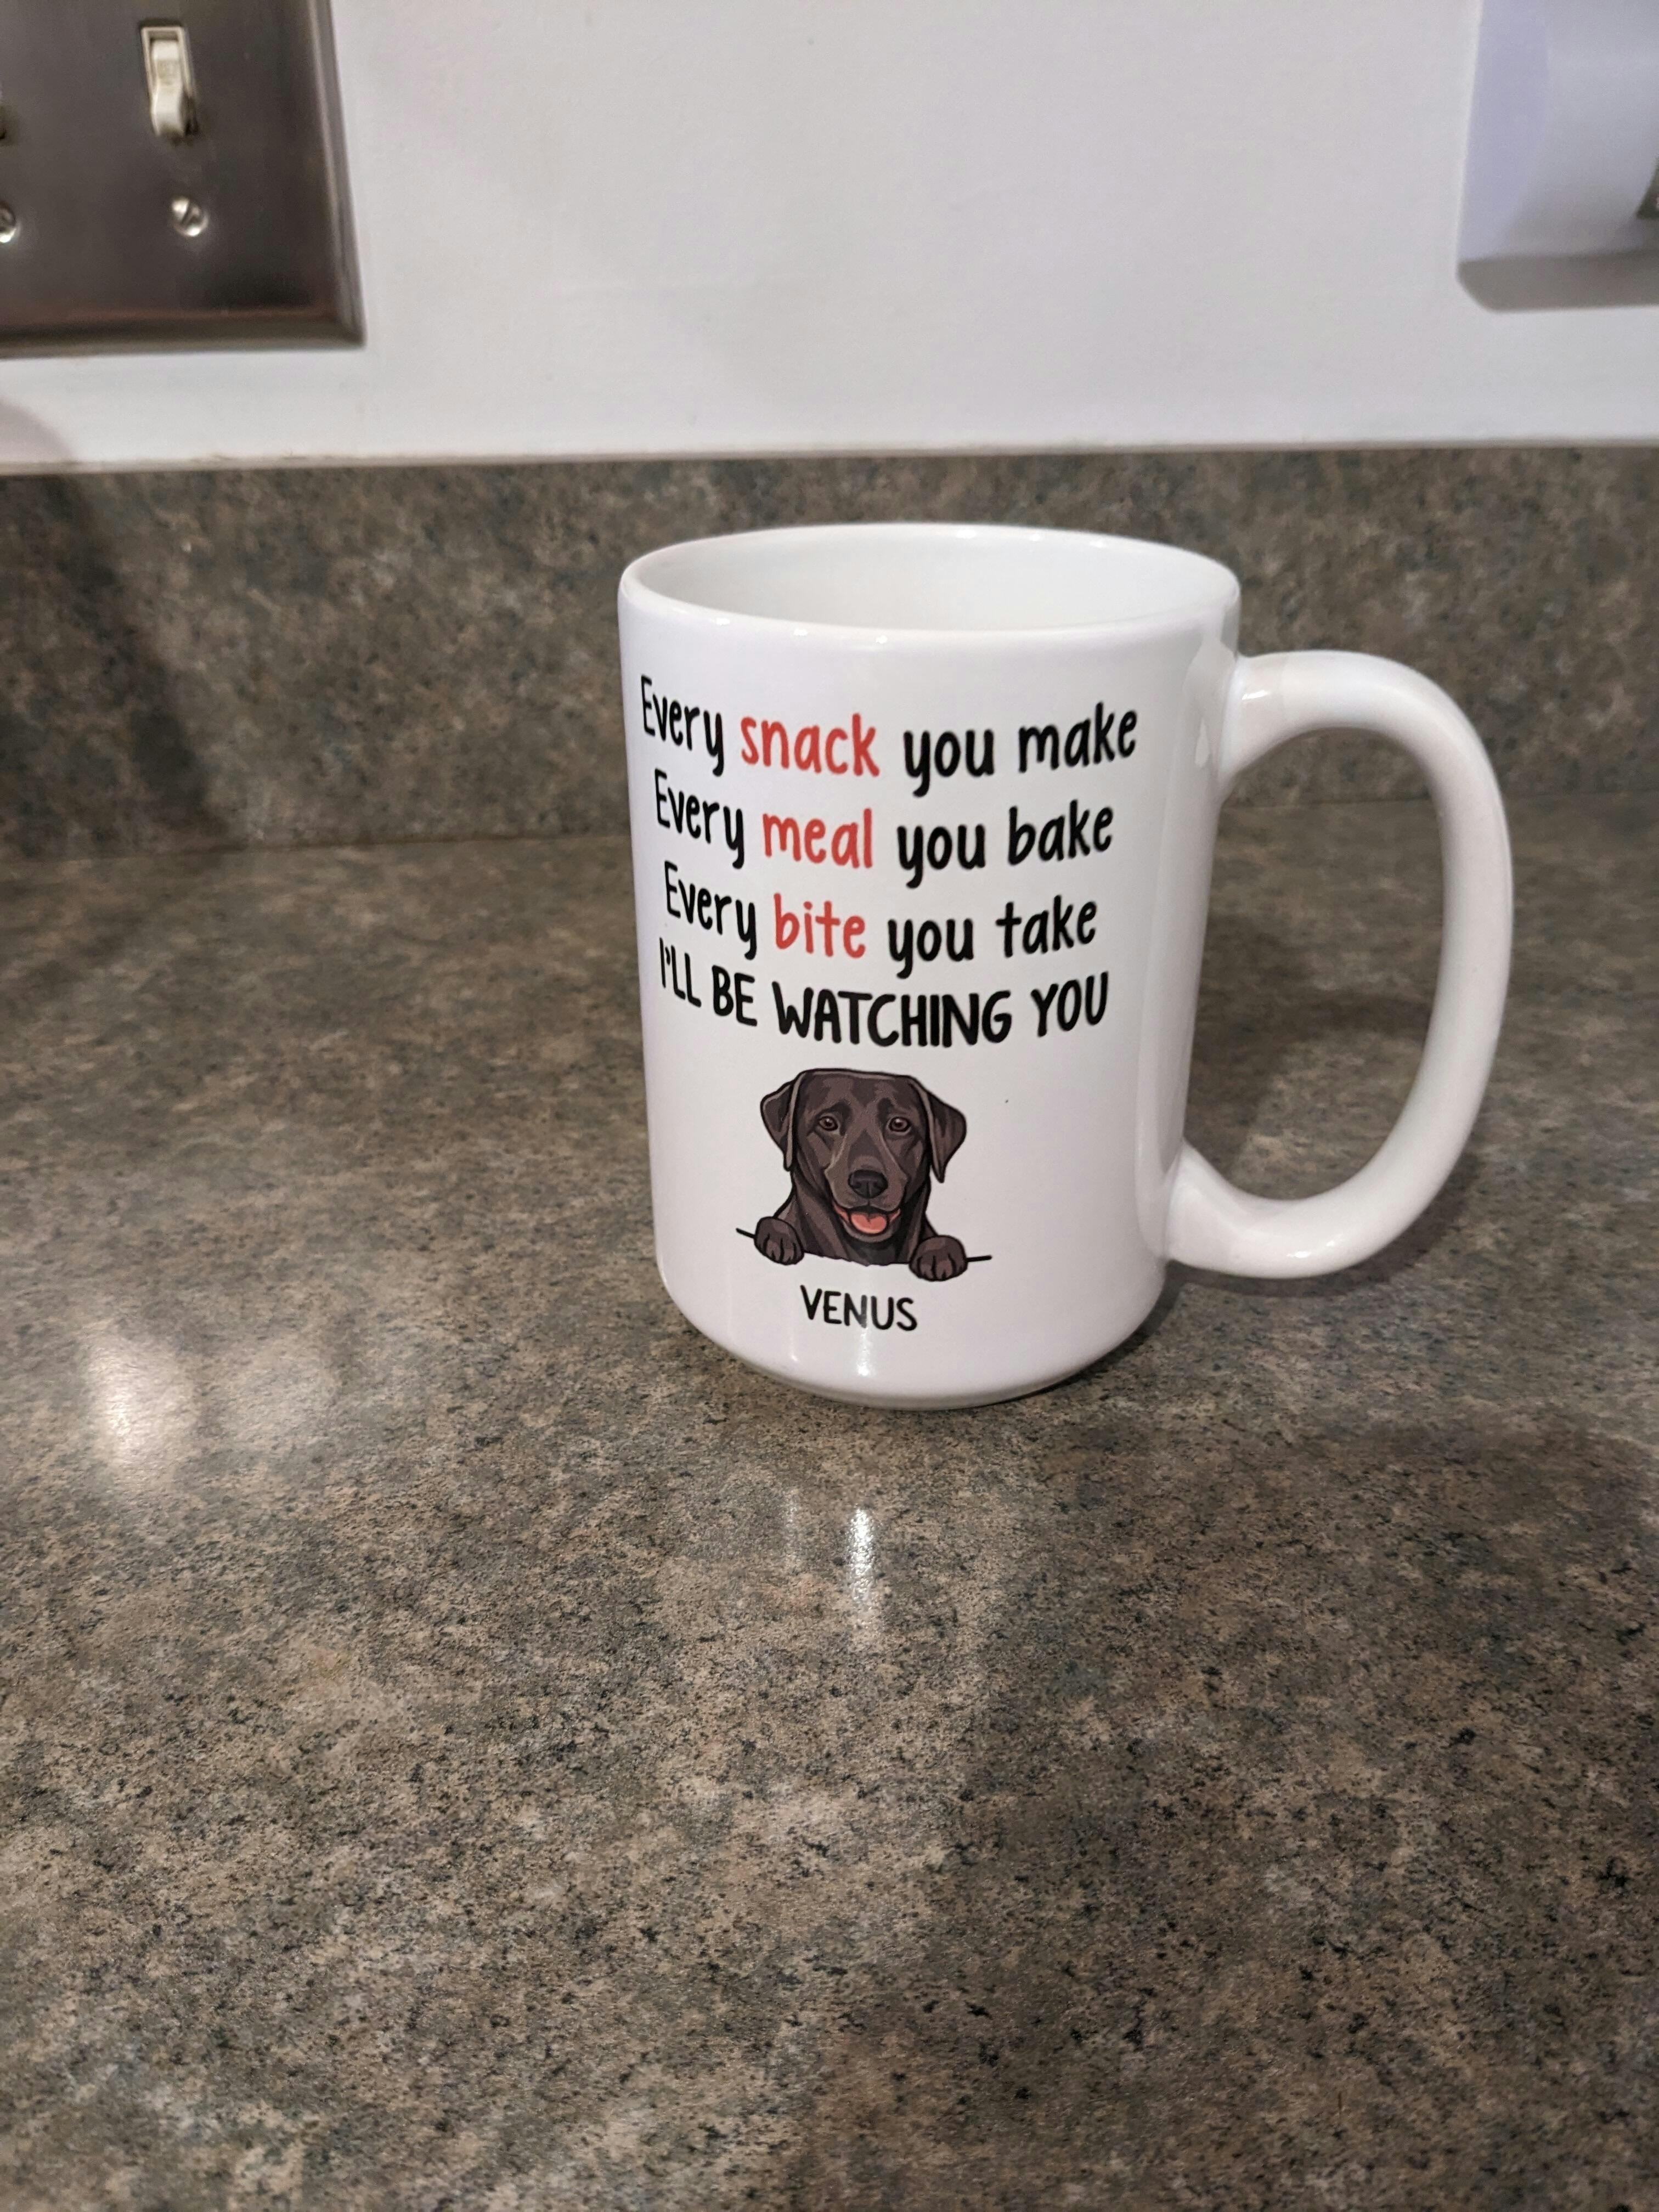 Every snack you make
Every meal you bake
Every bite you take
I'LL BE WATCHING YOU
VENUS